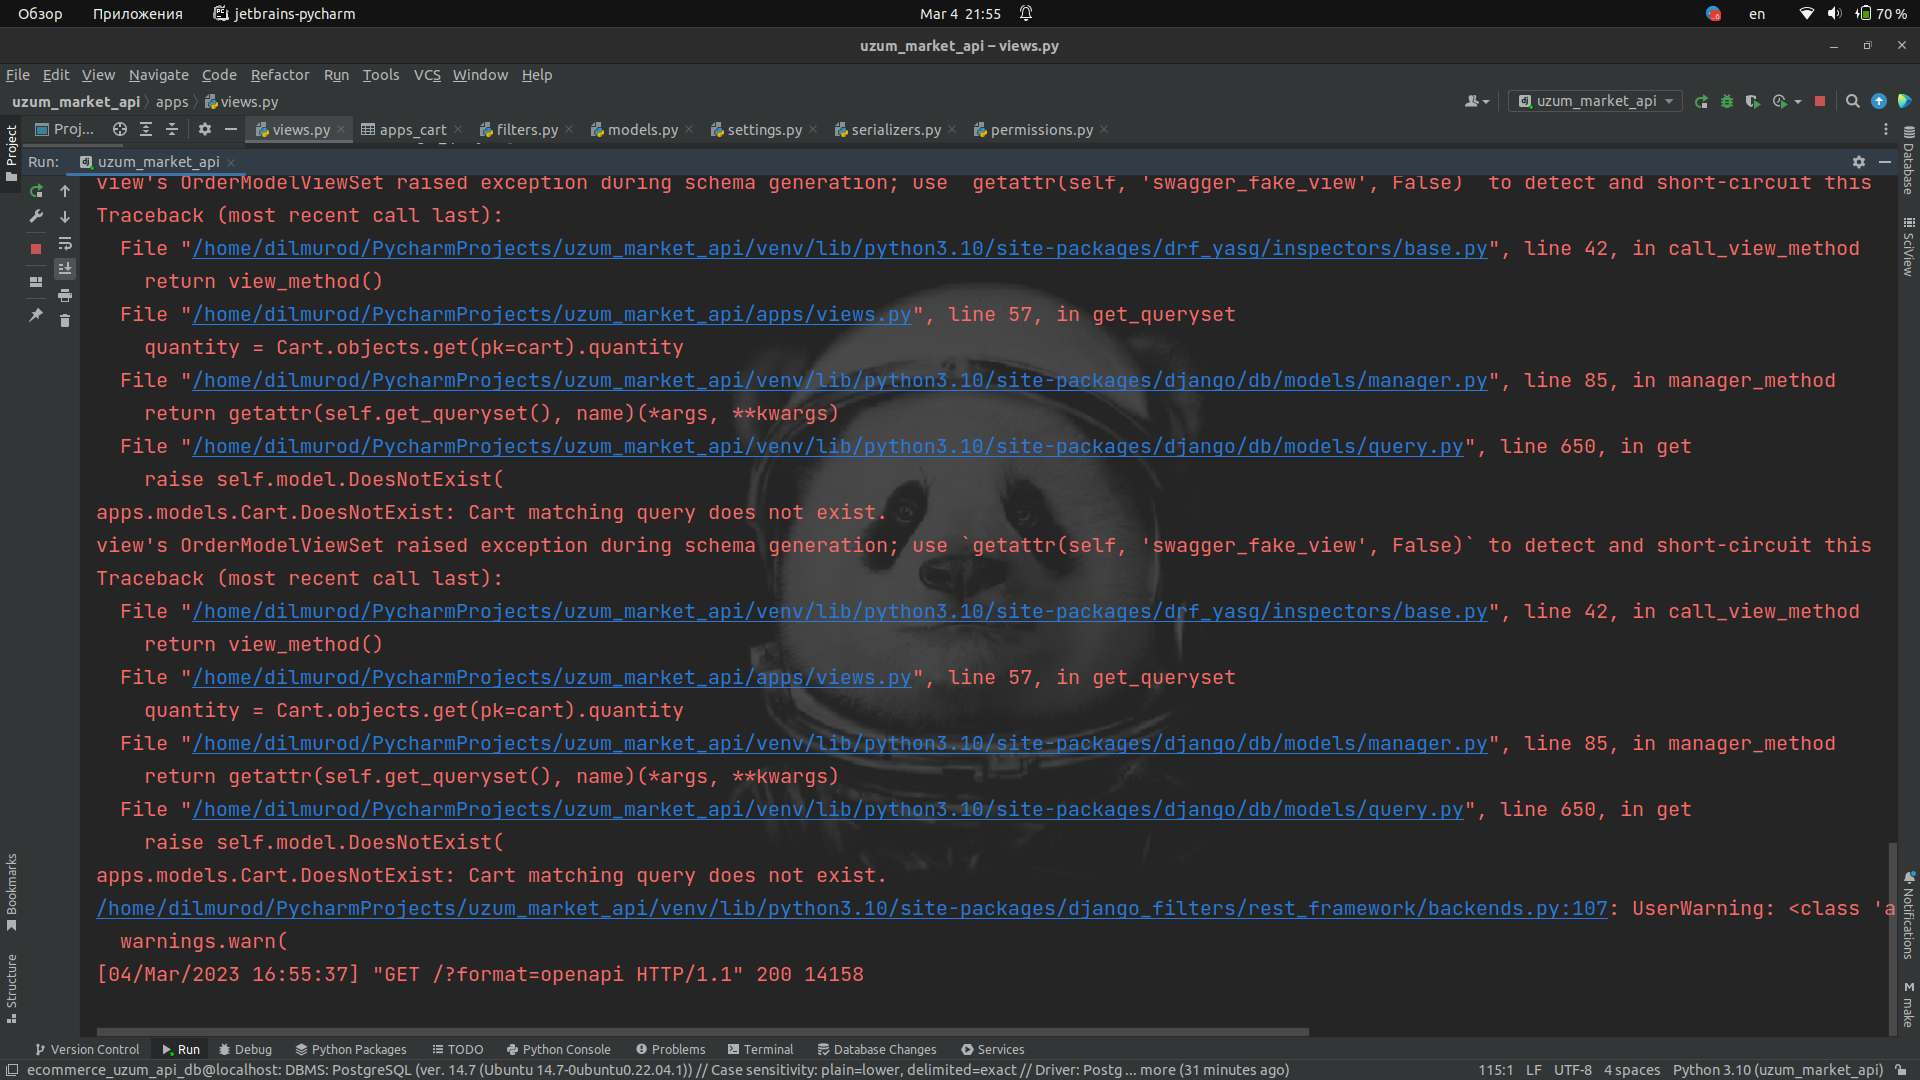 Обзор Приложения jetbrains-pycharm Mar 4 21:55 en 70 %
uzum_market_api – views.py
File Edit View Navigate Code Refactor Run Tools VCS Window Help
uzum_market_api apps views.py uzum_market_api
Project Proj... views.py apps_cart filters.py models.py settings.py serializers.py permissions.py
Run: uzum_market_api
view's OrderModelViewSet raised exception during schema generation; use `getattr(self, 'swagger_fake_view', False)` to detect and short-circuit this
Traceback (most recent call last):
File "/home/dilmurod/PycharmProjects/uzum_market_api/venv/lib/python3.10/site-packages/drf_yasg/inspectors/base.py", line 42, in call_view_method
return view_method()
File "/home/dilmurod/PycharmProjects/uzum_market_api/apps/views.py", line 57, in get_queryset
quantity = Cart.objects.get(pk=cart).quantity
File "/home/dilmurod/PycharmProjects/uzum_market_api/venv/lib/python3.10/site-packages/django/db/models/manager.py", line 85, in manager_method
return getattr(self.get_queryset(), name)(*args, **kwargs)
File "/home/dilmurod/PycharmProjects/uzum_market_api/venv/lib/python3.10/site-packages/django/db/models/query.py", line 650, in get
raise self.model.DoesNotExist(
apps.models.Cart.DoesNotExist: Cart matching query does not exist.
view's OrderModelViewSet raised exception during schema generation; use `getattr(self, 'swagger_fake_view', False)` to detect and short-circuit this
Traceback (most recent call last):
File "/home/dilmurod/PycharmProjects/uzum_market_api/venv/lib/python3.10/site-packages/drf_yasg/inspectors/base.py", line 42, in call_view_method
return view_method()
File "/home/dilmurod/PycharmProjects/uzum_market_api/apps/views.py", line 57, in get_queryset
quantity = Cart.objects.get(pk=cart).quantity
File "/home/dilmurod/PycharmProjects/uzum_market_api/venv/lib/python3.10/site-packages/django/db/models/manager.py", line 85, in manager_method
return getattr(self.get_queryset(), name)(*args, **kwargs)
File "/home/dilmurod/PycharmProjects/uzum_market_api/venv/lib/python3.10/site-packages/django/db/models/query.py", line 650, in get
raise self.model.DoesNotExist(
apps.models.Cart.DoesNotExist: Cart matching query does not exist.
/home/dilmurod/PycharmProjects/uzum_market_api/venv/lib/python3.10/site-packages/django_filters/rest_framework/backends.py:107: UserWarning: <class 'a
warnings.warn(
[04/Mar/2023 16:55:37] "GET /?format=openapi HTTP/1.1" 200 14158
Bookmarks
Structure
Database
SciView
Notifications
make
Version Control Run Debug Python Packages TODO Python Console Problems Terminal Database Changes Services
ecommerce_uzum_api_db@localhost: DBMS: PostgreSQL (ver. 14.7 (Ubuntu 14.7-0ubuntu0.22.04.1)) // Case sensitivity: plain=lower, delimited=exact // Driver: Postg ... more (31 minutes ago) 115:1 LF UTF-8 4 spaces Python 3.10 (uzum_market_api)